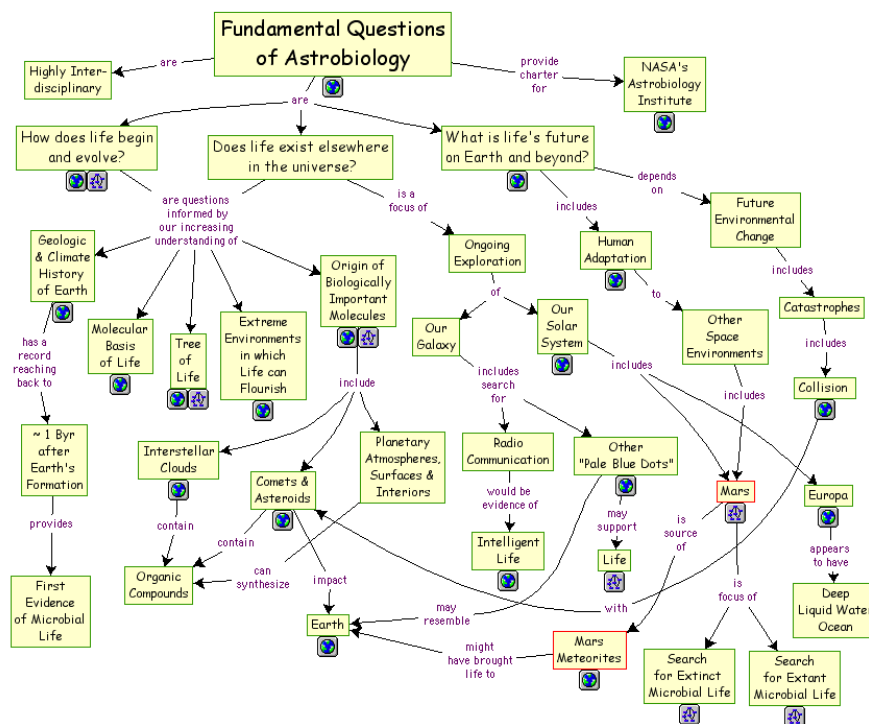 Fundamental Questions
of Astrobiology
Highly Inter-
disciplinary
are
provide
charter
for
NASA's
Astrobiology
Institute
are
How does life begin
and evolve?
Does life exist elsewhere
in the universe?
What is life's future
on Earth and beyond?
depends
on
are questions
informed by
our increasing
understanding of
is a
focus of
includes
Future
Environmental
Change
Geologic
& Climate
History
of Earth
Origin of
Biologically
Important
Molecules
Ongoing
Exploration
Human
Adaptation
includes
of
to
Catastrophes
Molecular
Basis
of Life
Tree
of
Life
Extreme
Environments
in which
Life can
Flourish
Our
Galaxy
Our
Solar
System
Other
Space
Environments
has a
record
reaching
back to
include
includes
search
for
includes
includes
includes
Collision
~ 1 Byr
after
Earth's
Formation
Interstellar
Clouds
Comets &
Asteroids
Planetary
Atmospheres,
Surfaces &
Interiors
Radio
Communication
Other
"Pale Blue Dots"
Mars
Europa
provides
contain
contain
can
synthesize
would be
evidence of
may
support
is
source
of
appears
to have
First
Evidence
of Microbial
Life
Organic
Compounds
impact
Intelligent
Life
Life
is
focus of
Deep
Liquid Water
Ocean
Earth
may
resemble
with
might
have brought
life to
Mars
Meteorites
Search
for Extinct
Microbial Life
Search
for Extant
Microbial Life